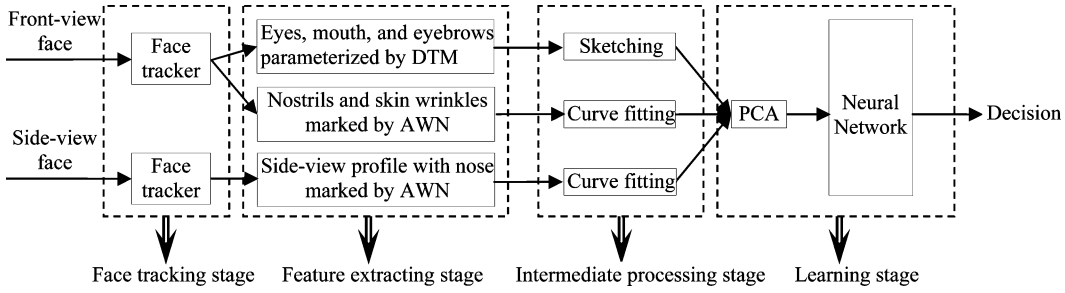 Front-view
face
Face
tracker
Eyes, mouth, and eyebrows
parameterized by DTM
Sketching
Nostrils and skin wrinkles
marked by AWN
Curve fitting
PCA
Neural
Network
Decision
Side-view
face
Face
tracker
Side-view profile with nose
marked by AWN
Curve fitting
Face tracking stage
Feature extracting stage
Intermediate processing stage
Learning stage